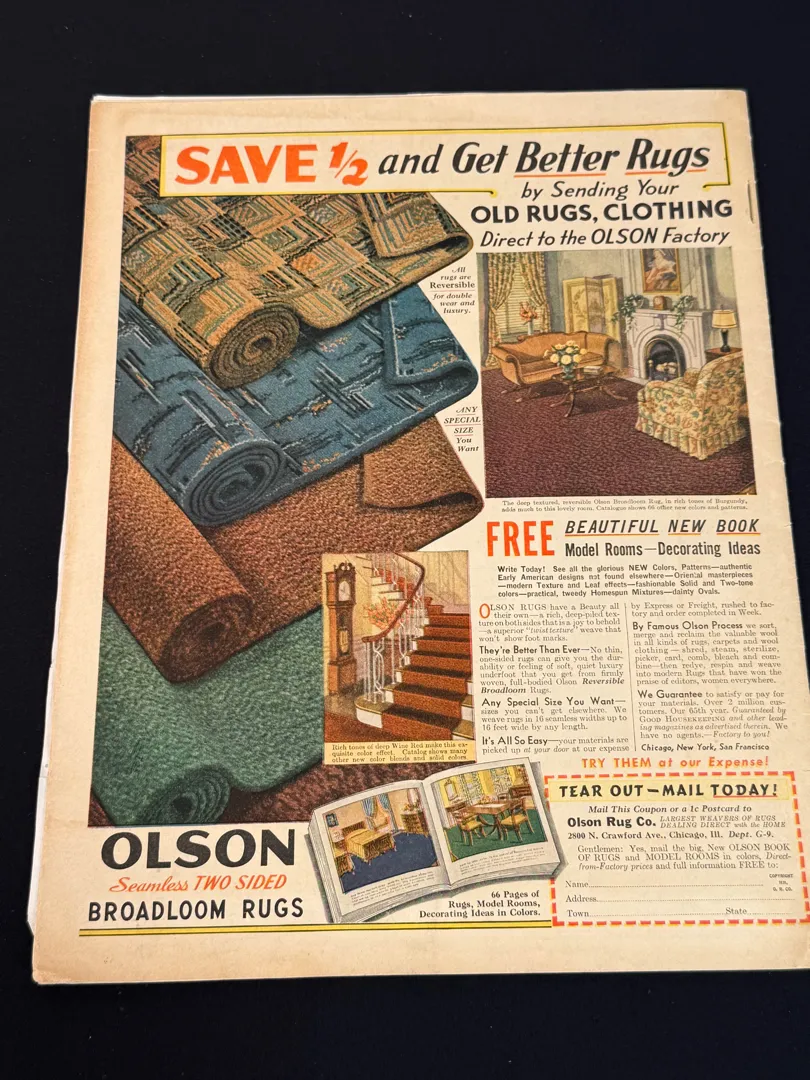 SAVE 1/2 and Get Better Rugs
by Sending Your
OLD RUGS, CLOTHING
Direct to the OLSON Factory
All
rugs are
Reversible
for double
wear and
luxury.
ANY
SPECIAL
SIZE
You
Want
The deep textured, reversible Olson Broadloom Rug, in rich tones of Burgundy,
adds much to this lovely room. Catalogue shows 66 other new colors and patterns.
FREE BEAUTIFUL NEW BOOK
Model Rooms—Decorating Ideas
Write Today! See all the glorious NEW Colors, Patterns—authentic
Early American designs not found elsewhere—Oriental masterpieces
—modern Texture and Leaf effects—fashionable Solid and Two-tone
colors—practical, tweedy Homespun Mixtures—dainty Ovals.
OLSON RUGS have a Beauty all
their own—a rich, deep-piled tex-
ture on both sides that is a joy to behold
—a superior "twist texture" weave that
won't show foot marks.
They're Better Than Ever—No thin,
one-sided rugs can give you the dur-
ability or feeling of soft, quiet luxury
underfoot that you get from firmly
woven, full-bodied Olson Reversible
Broadloom Rugs.
Any Special Size You Want—
sizes you can't get elsewhere. We
weave rugs in 16 seamless widths up to
16 feet wide by any length.
It's All So Easy—your materials are
picked up at your door at our expense
by Express or Freight, rushed to fac-
tory and order completed in Week.
By Famous Olson Process we sort,
merge and reclaim the valuable wool
in all kinds of rugs, carpets and wool
clothing—shred, steam, sterilize,
picker, card, comb, bleach and com-
bine—then redye, respin and weave
into modern Rugs that have won the
praise of editors, women everywhere.
We Guarantee to satisfy or pay for
your materials. Over 2 million cus-
tomers. Our 65th year. Guaranteed by
GOOD HOUSEKEEPING and other lead-
ing magazines as advertised therein. We
have no agents.—Factory to you!
Chicago, New York, San Francisco
Rich tones of deep Wine Red make this ex-
quisite color effect. Catalog shows many
other new color blends and solid colors.
TRY THEM at our Expense!
TEAR OUT—MAIL TODAY!
Mail This Coupon or a 1c Postcard to
Olson Rug Co. LARGEST WEAVERS OF RUGS
DEALING DIRECT with the HOME
2800 N. Crawford Ave., Chicago, Ill. Dept. G-9.
Gentlemen: Yes, mail the big, New OLSON BOOK
OF RUGS and MODEL ROOMS in colors, Direct-
from-Factory prices and full information FREE to:
Name
Address
Town State
COPYRIGHT
O. R. CO.
OLSON
Seamless TWO SIDED
BROADLOOM RUGS
66 Pages of
Rugs, Model Rooms,
Decorating Ideas in Colors.